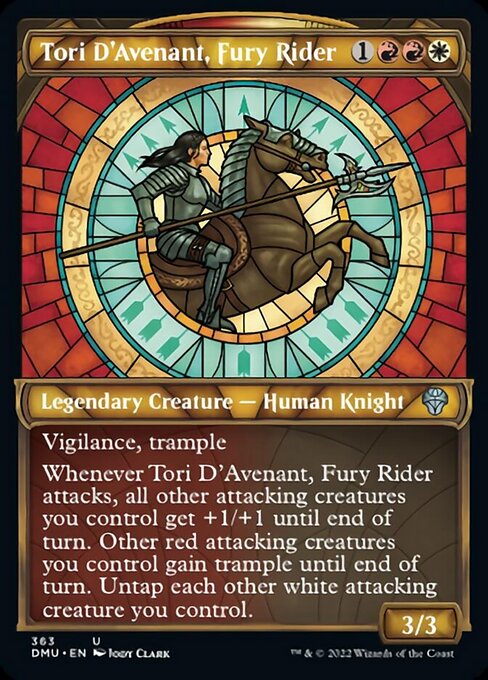 Tori D'Avenant, Fury Rider 1
Legendary Creature — Human Knight
Vigilance, trample
Whenever Tori D'Avenant, Fury Rider
attacks, all other attacking creatures
you control get +1/+1 until end of
turn. Other red attacking creatures
you control gain trample until end of
turn. Untap each other white attacking
creature you control.
3/3
363 U
DMU • EN Jody Clark
™ & © 2022 Wizards of the Coast